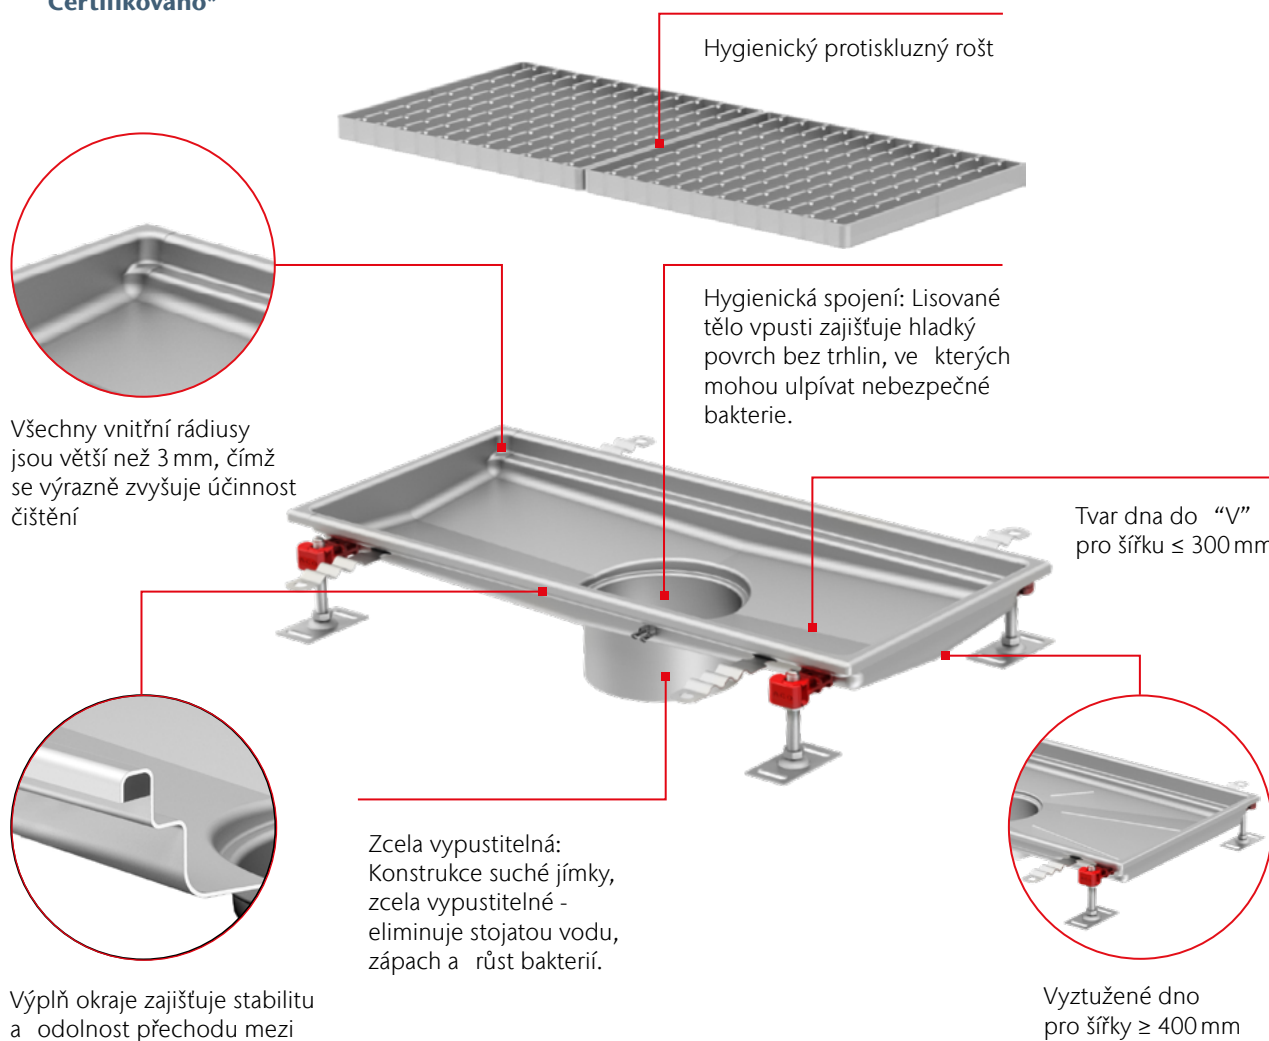 Certifikováno*
Hygienický protiskluzný rošt
Hygienická spojení: Lisované
tělo vpusti zajišťuje hladký
povrch bez trhlin, ve kterých
mohou ulpívat nebezpečné
bakterie.
Všechny vnitřní rádiusy
jsou větší než 3 mm, čímž
se výrazně zvyšuje účinnost
čištění
Tvar dna do “V”
pro šířku ≤ 300 mm
Zcela vypustitelná:
Konstrukce suché jímky,
zcela vypustitelné -
eliminuje stojatou vodu,
zápach a růst bakterií.
Výplň okraje zajišťuje stabilitu
a odolnost přechodu mezi
Vyztužené dno
pro šířky ≥ 400 mm